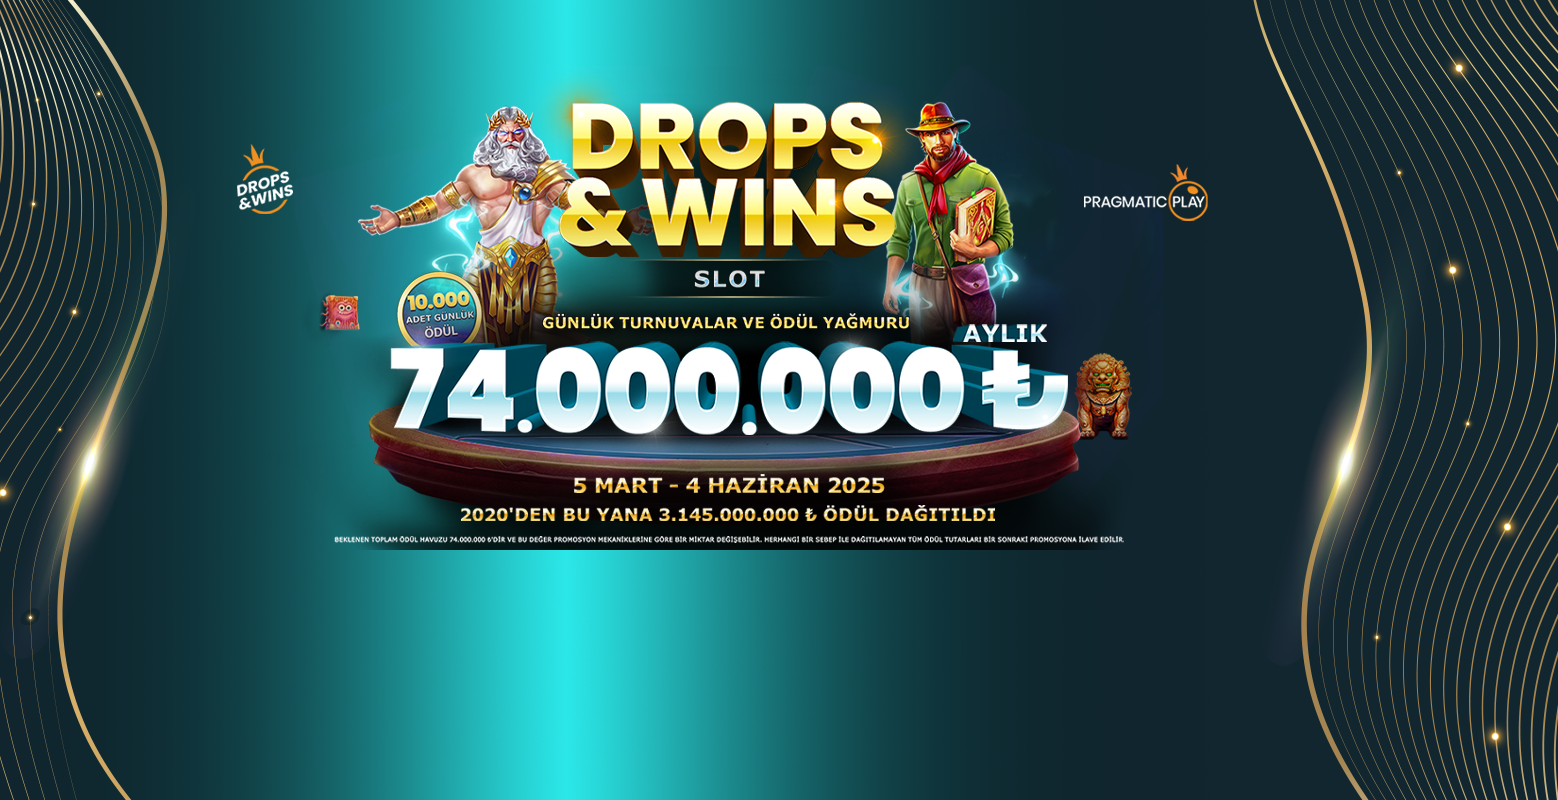 DROPS
& WINS
DROPS
&WINS
PRAGMATIC PLAY
SLOT
10.000
ADET GÜNLÜK
ÖDÜL
GÜNLÜK TURNUVALAR VE ÖDÜL YAĞMURU
AYLIK
74.000.000 ₺
5 MART - 4 HAZİRAN 2025
2020'DEN BU YANA 3.145.000.000 ₺ ÖDÜL DAĞITILDI
BEKLENEN TOPLAM ÖDÜL HAVUZU 74.000.000 ₺'DİR VE BU DEĞER PROMOSYON MEKANİKLERİNE GÖRE BİR MİKTAR DEĞİŞEBİLİR. HERHANGİ BİR SEBEP İLE DAĞITILAMAYAN TÜM ÖDÜL TUTARLARI BİR SONRAKİ PROMOSYONA İLAVE EDİLİR.